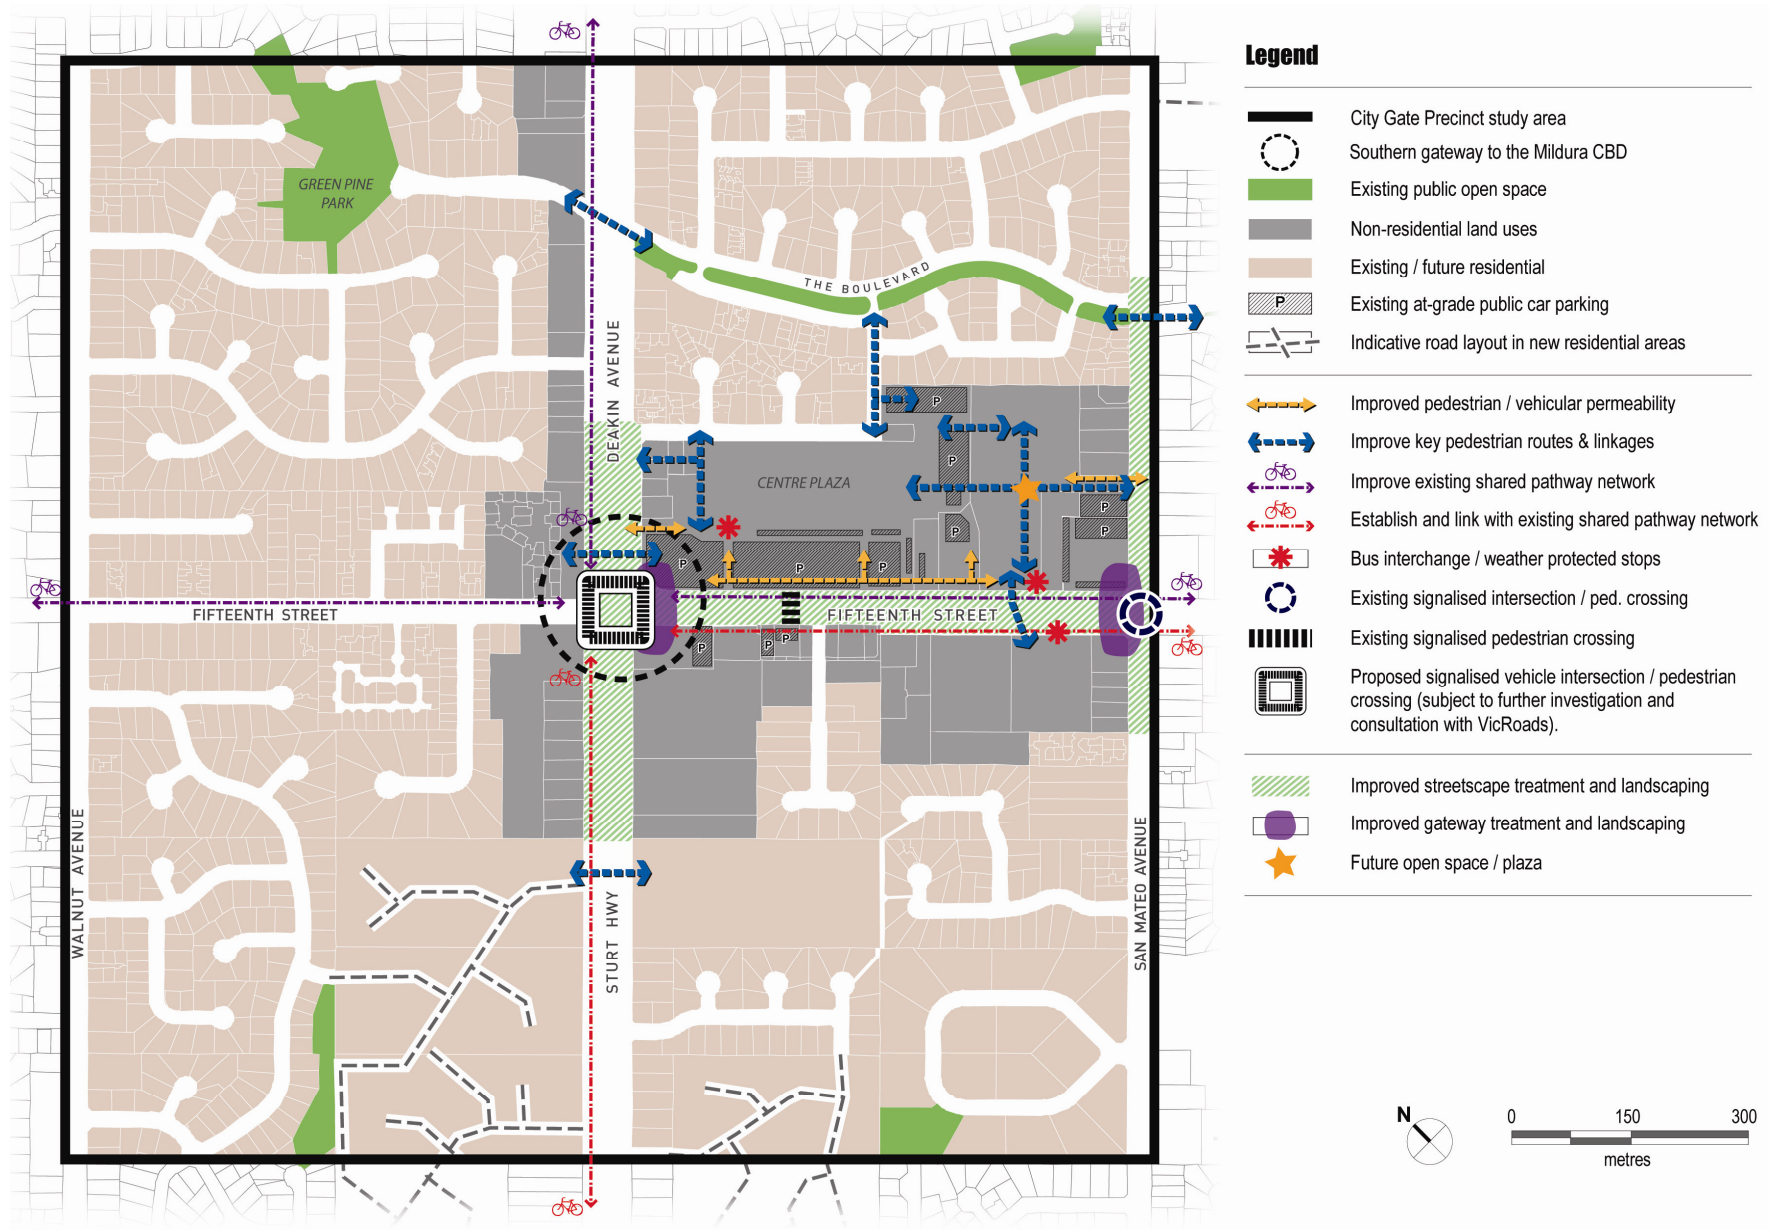 GREEN PINE
PARK
THE BOULEVARD
DEAKIN AVENUE
CENTRE PLAZA
P
P
P
P
P
P
P
P
P
FIFTEENTH STREET
FIFTEENTH STREET
P
P
P
WALNUT AVENUE
STURT HWY
SAN MATEO AVENUE
Legend
City Gate Precinct study area
Southern gateway to the Mildura CBD
Existing public open space
Non-residential land uses
Existing / future residential
P
Existing at-grade public car parking
Indicative road layout in new residential areas
Improved pedestrian / vehicular permeability
Improve key pedestrian routes & linkages
Improve existing shared pathway network
Establish and link with existing shared pathway network
Bus interchange / weather protected stops
Existing signalised intersection / ped. crossing
Existing signalised pedestrian crossing
Proposed signalised vehicle intersection / pedestrian
crossing (subject to further investigation and
consultation with VicRoads).
Improved streetscape treatment and landscaping
Improved gateway treatment and landscaping
Future open space / plaza
N
0 150 300
metres